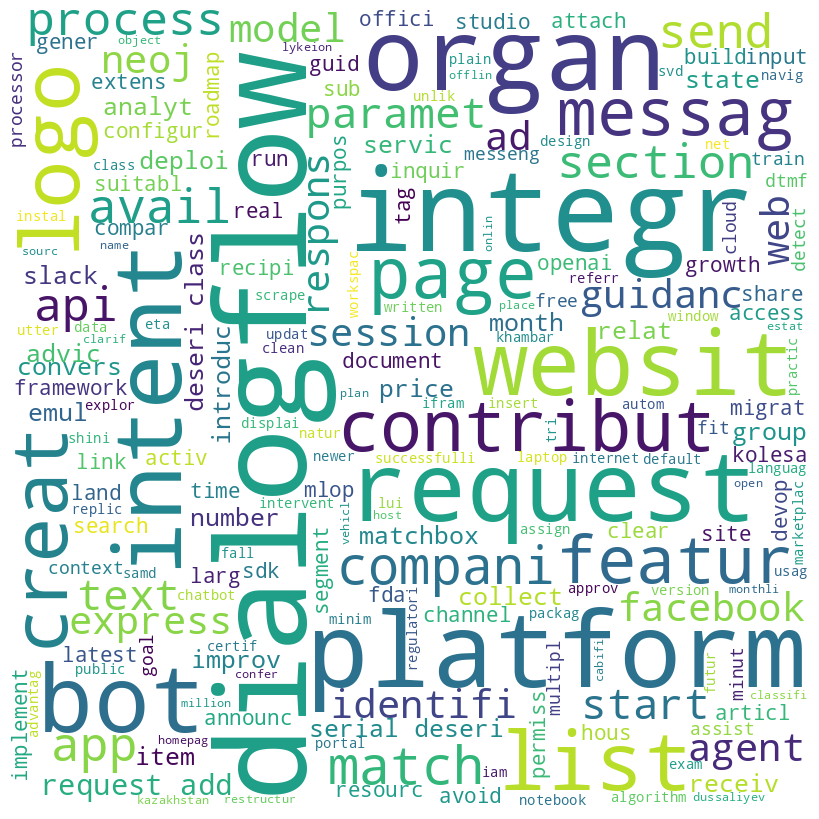 process
model
offici
studio
attach
send
object
lykeion
plain
organ
gener
neoj
extens
guid
offlin
svd
buildinput
processor
logo
roadmap
sub
unlik
state
navig
analyt
paramet
messag
configur
ad
class
deploi
run
servic
messeng
design
net
section
train
purpos
inquir
suitabl
dialogflow
respons
tag
integr
web
cloud
dtmf
detect
instal
avail
real
compar
onlin
sourc
name
intent
slack
deseri class
recipi
workspac
page
openai
referr
growth
api
scrape
written
place
free
guidanc
share
utter
data
eta
introduc
updat
session
month
window
access
estat
clarif
clean
khambar
relat
practic
advic
document
websit
convers
framework
explor
displai
plan
price
ifram
insert
autom
migrat
emul
creat
natur
contribut
fit
group
shini
link
activ
newer
successfulli
tri
laptop
internet
default
kolesa
land
replic
time
intervent
mlop
lui
request
languag
open
search
number
vehicl
host
devop
marketplac
context
samd
fall
matchbox
assign
clear
site
larg
sdk
segment
compani
featur
usag
text
chatbot
fda
regulatori
collect
approv
version
monthli
bot
express
minim
channel
packag
facebook
goal
certif
platform
cabifi
latest
improv
confer
multipl
futur
minut
classifi
implement
advantag
public
million
announc
identifi
start
articl
app
homepag
portal
serial deseri
permiss
hous
assist
agent
item
match
list
iam
exam
request add
resourc
avoid
receiv
kazakhstan
restructur
notebook
algorithm
dussaliyev